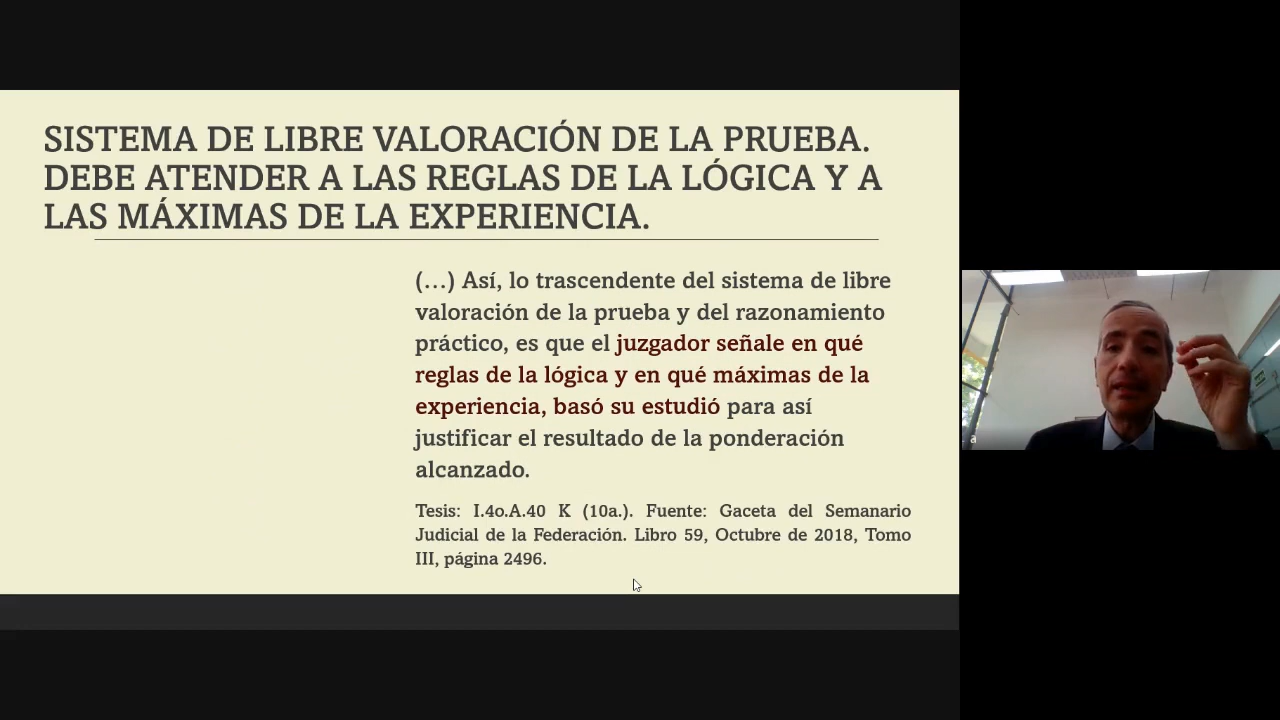 SISTEMA DE LIBRE VALORACIÓN DE LA PRUEBA.
DEBE ATENDER A LAS REGLAS DE LA LÓGICA Y A
LAS MÁXIMAS DE LA EXPERIENCIA.
(…) Así, lo trascendente del sistema de libre
valoración de la prueba y del razonamiento
práctico, es que el juzgador señale en qué
reglas de la lógica y en qué máximas de la
experiencia, basó su estudió para así
justificar el resultado de la ponderación
alcanzado.
Tesis: I.4o.A.40 K (10a.). Fuente: Gaceta del Semanario
Judicial de la Federación. Libro 59, Octubre de 2018, Tomo
III, página 2496.
a